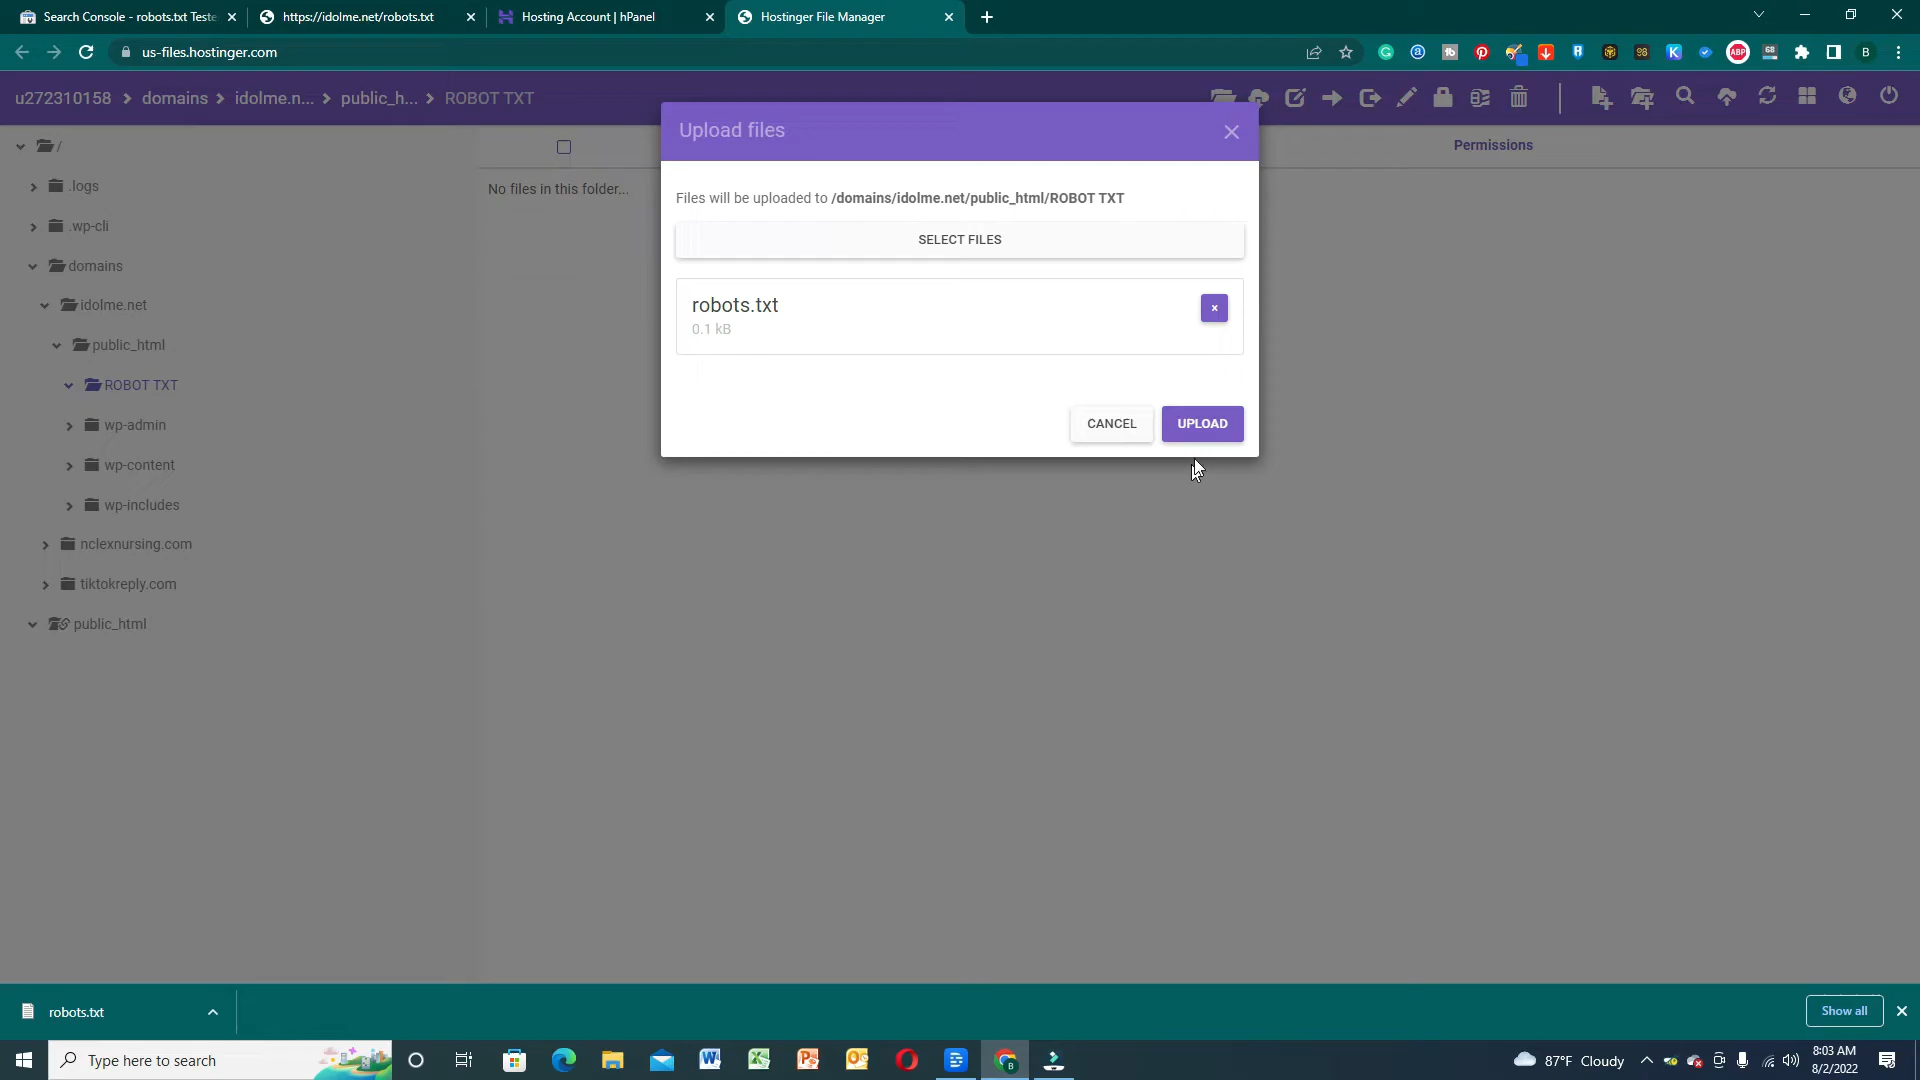 Search Console - robots.txt Teste
https://idolme.net/robots.txt
Hosting Account | hPanel
Hostinger File Manager
us-files.hostinger.com
u272310158 > domains > idolme.n... > public_h... > ROBOT TXT
Upload files
Files will be uploaded to /domains/idolme.net/public_html/ROBOT TXT
SELECT FILES
robots.txt
0.1 kB
x
CANCEL
UPLOAD
No files in this folder...
Permissions
/
.logs
.wp-cli
domains
idolme.net
public_html
ROBOT TXT
wp-admin
wp-content
wp-includes
nclexnursing.com
tiktokreply.com
public_html
robots.txt
Show all
Type here to search
87°F Cloudy
8:03 AM
8/2/2022